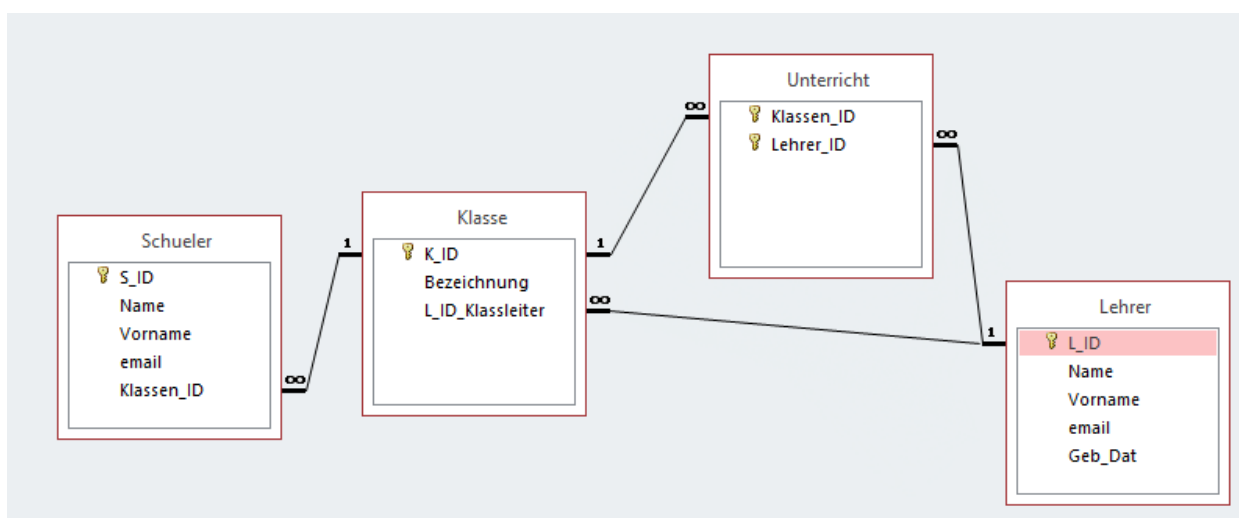 Schueler
S_ID
Name
Vorname
email
Klassen_ID
∞
1
Klasse
K_ID
Bezeichnung
L_ID_Klassleiter
1
∞
∞
Unterricht
Klassen_ID
Lehrer_ID
∞
1
Lehrer
L_ID
Name
Vorname
email
Geb_Dat